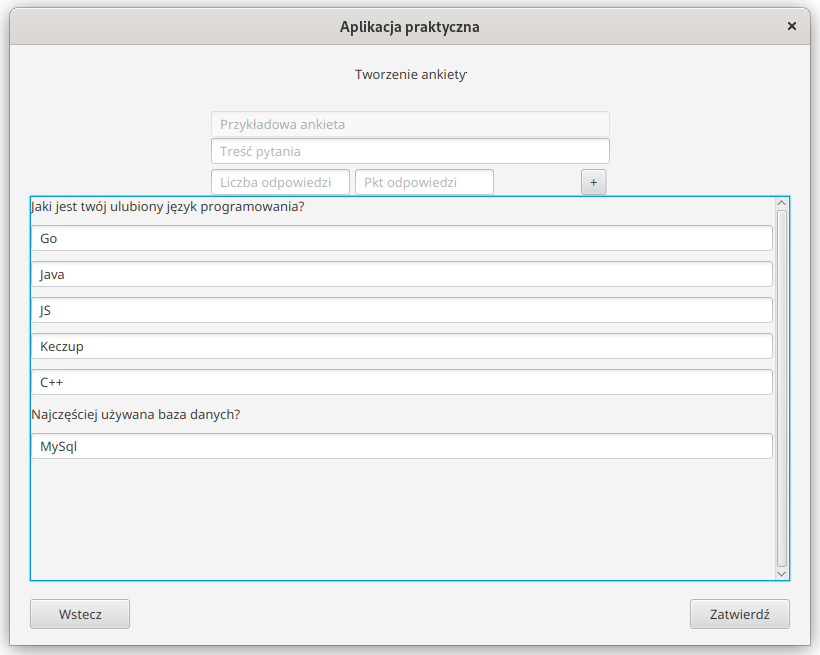 Aplikacja praktyczna
Tworzenie ankiety
Przykładowa ankieta
Treść pytania
Liczba odpowiedzi Pkt odpowiedzi +
Jaki jest twój ulubiony język programowania?
Go
Java
JS
Keczup
C++
Najczęściej używana baza danych?
MySql
Wstecz Zatwierdź